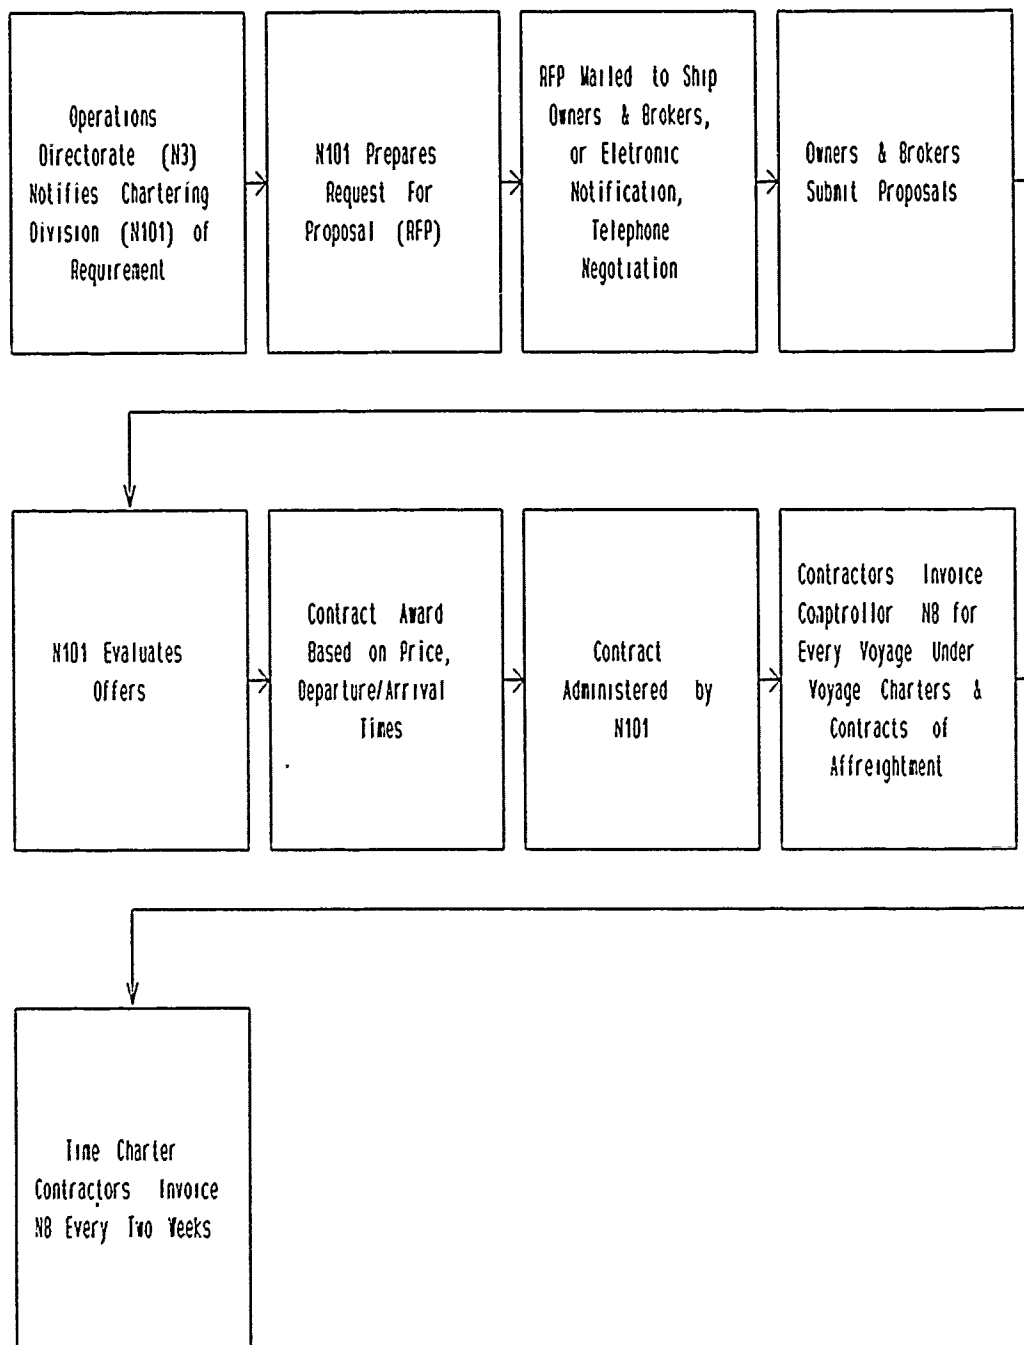 Operations
Directorate (N3)
Notifies Chartering
Division (N101) of
Requirement
N101 Prepares
Request For
Proposal (RFP)
RFP Mailed to Ship
Owners & Brokers,
or Eletronic
Notification,
Telephone
Negotiation
Owners & Brokers
Submit Proposals
N101 Evaluates
Offers
Contract Award
Based on Price,
Departure/Arrival
Times
Contract
Administered by
N101
Contractors Invoice
Comptrollor N8 for
Every Voyage Under
Voyage Charters &
Contracts of
Affreightment
Time Charter
Contractors Invoice
N8 Every Two Weeks